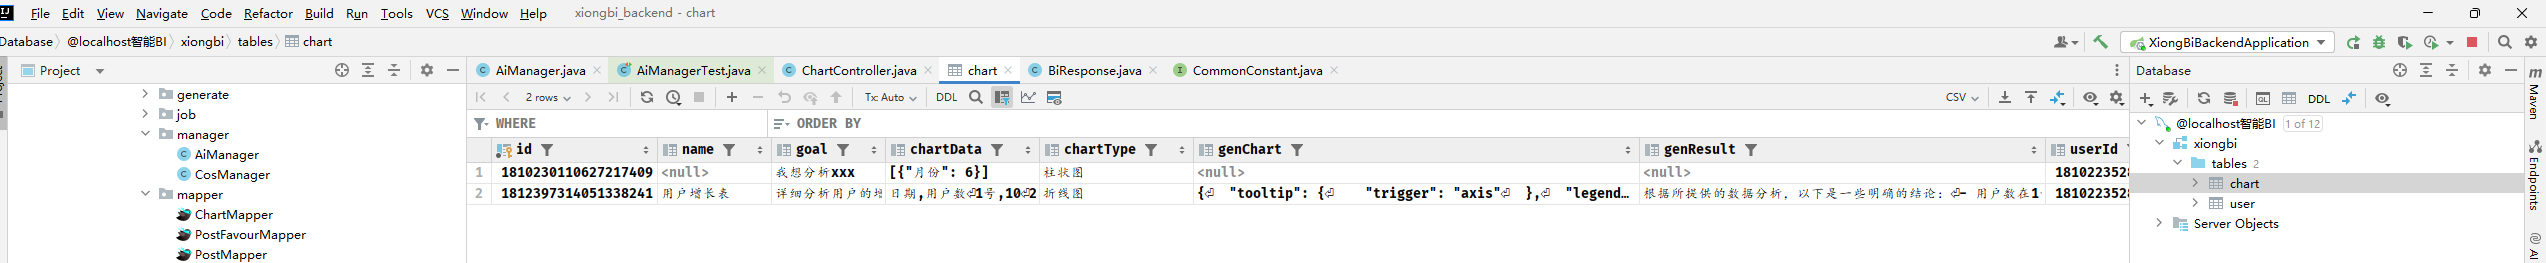 File Edit View Navigate Code Refactor Build Run Tools VCS Window Help xiongbi_backend - chart
Database @localhost智能BI xiongbi tables chart XiongBiBackendApplication
Project AiManager.java AiManagerTest.java ChartController.java chart BiResponse.java CommonConstant.java Database
generate 2 rows Tx: Auto DDL CSV DDL
job WHERE ORDER BY @localhost智能BI 1 of 12
manager id name goal chartData chartType genChart genResult userId xiongbi
AiManager 1 1810230110627217409 <null> 我想分析xxx [{"月份": 6}] 柱状图 <null> <null> 1810223528 tables 2
CosManager 2 1812397314051338241 用户增长表 详细分析用户的增 日期,用户数⏎1号,10⏎2 折线图 {⏎ "tooltip": {⏎ "trigger": "axis"⏎ },⏎ "legend… 根据所提供的数据分析, 以下是一些明确的结论: ⏎- 用户数在1 1810223528 chart
mapper user
ChartMapper Server Objects
PostFavourMapper
PostMapper
Maven
Endpoints
AI